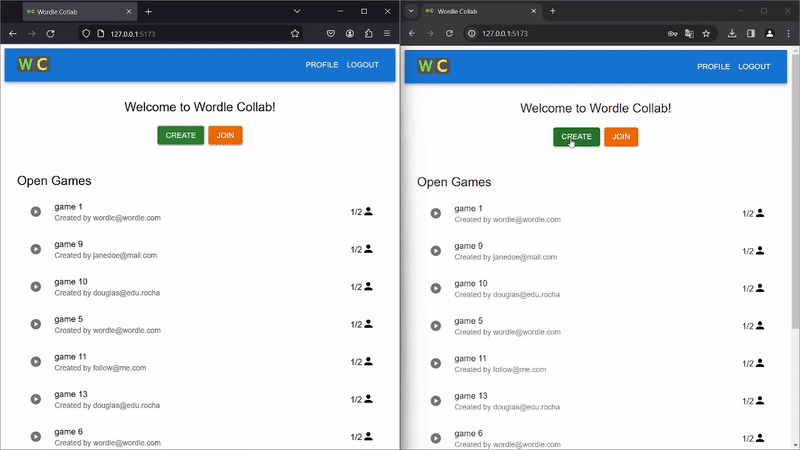 Wordle Collab
127.0.0.1:5173
W C
PROFILE LOGOUT
Welcome to Wordle Collab!
CREATE JOIN
Open Games
game 1
Created by wordle@wordle.com
1/2
game 9
Created by janedoe@mail.com
1/2
game 10
Created by douglas@edu.rocha
1/2
game 5
Created by wordle@wordle.com
1/2
game 11
Created by follow@me.com
1/2
game 13
Created by douglas@edu.rocha
1/2
game 6
Created by wordle@wordle.com
1/2
Wordle Collab
127.0.0.1:5173
W C
PROFILE LOGOUT
Welcome to Wordle Collab!
CREATE JOIN
Open Games
game 1
Created by wordle@wordle.com
1/2
game 9
Created by janedoe@mail.com
1/2
game 10
Created by douglas@edu.rocha
1/2
game 5
Created by wordle@wordle.com
1/2
game 11
Created by follow@me.com
1/2
game 13
Created by douglas@edu.rocha
1/2
game 6
Created by wordle@wordle.com
1/2